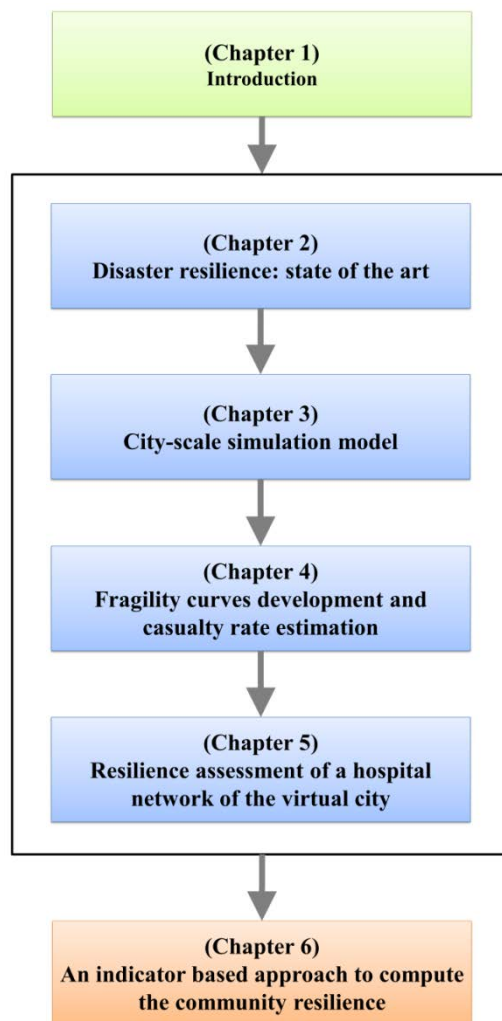 (Chapter 1)
Introduction
(Chapter 2)
Disaster resilience: state of the art
(Chapter 3)
City-scale simulation model
(Chapter 4)
Fragility curves development and
casualty rate estimation
(Chapter 5)
Resilience assessment of a hospital
network of the virtual city
(Chapter 6)
An indicator based approach to compute
the community resilience